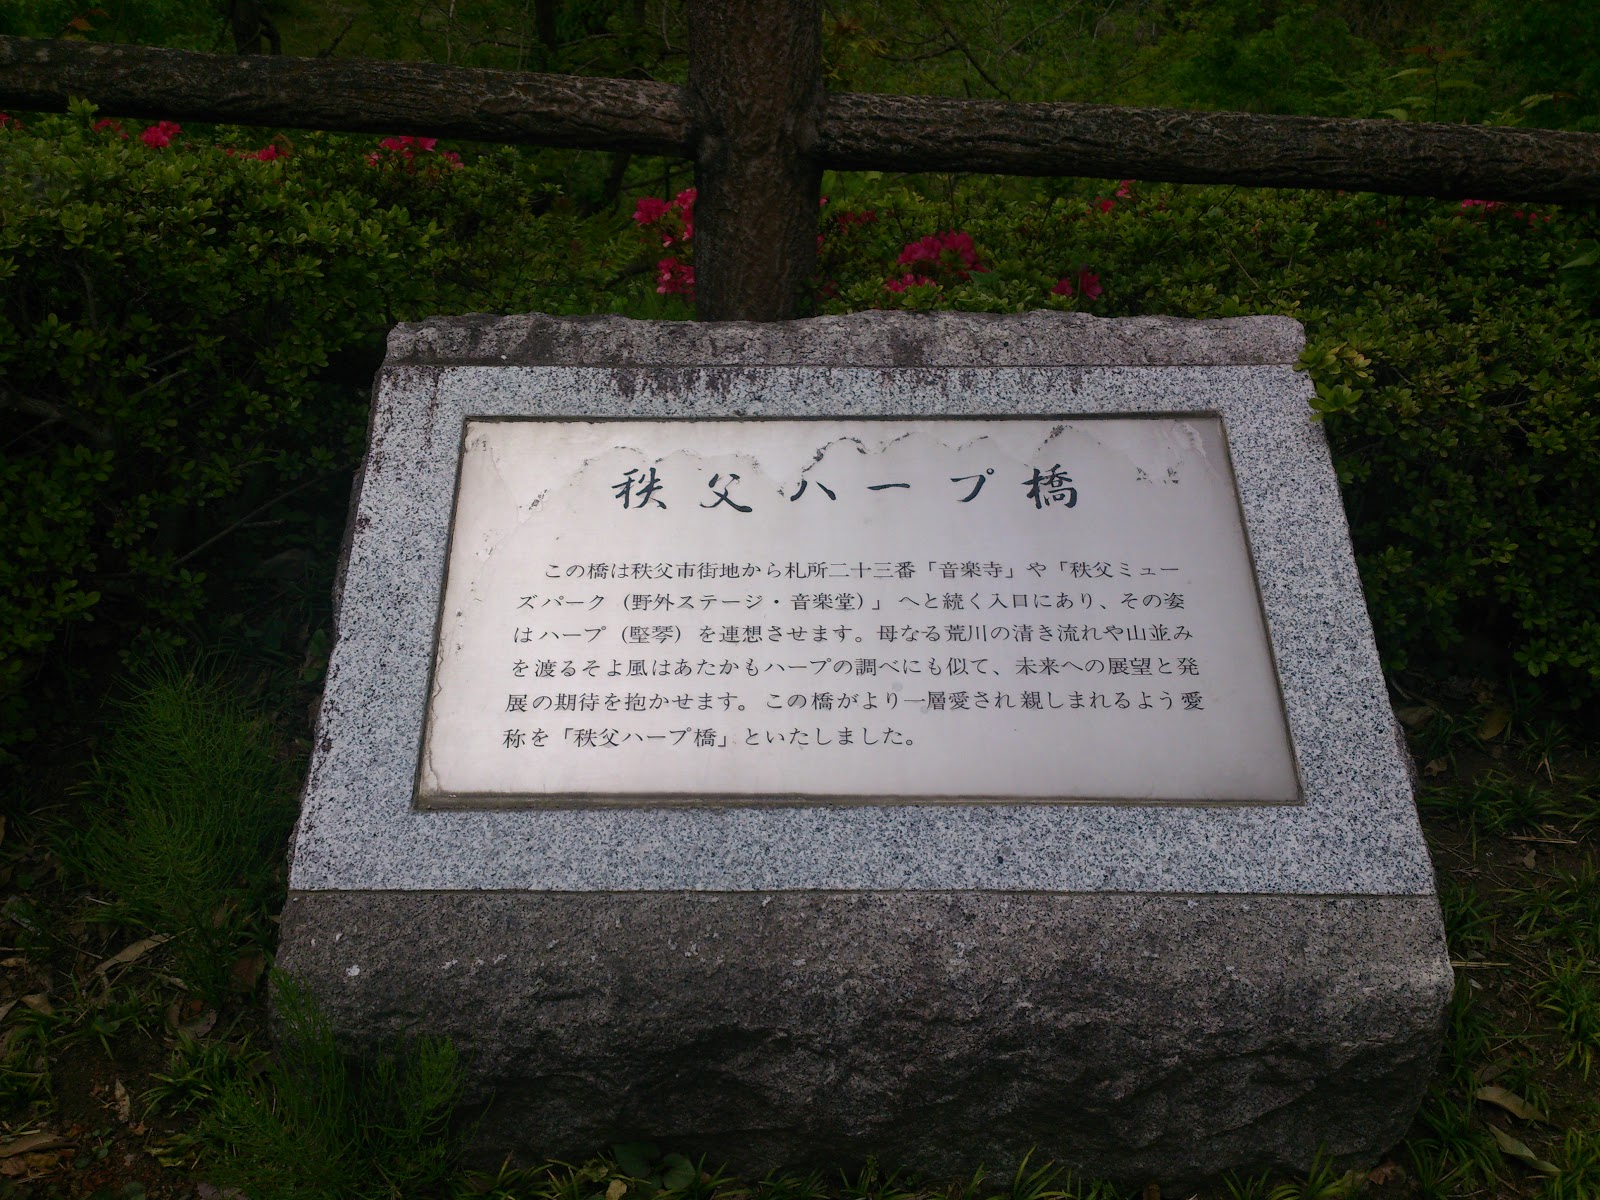 秩父ハープ橋
この橋は秩父市街地から札所二十三番「音楽寺」や「秩父ミュー
ズパーク（野外ステージ・音楽堂）」へと続く入口にあり、その姿
はハープ（竪琴）を連想させます。母なる荒川の清き流れや山並み
を渡るそよ風はあたかもハープの調べにも似て、未来への展望と発
展の期待を抱かせます。この橋がより一層愛され親しまれるよう愛
称を「秩父ハープ橋」といたしました。